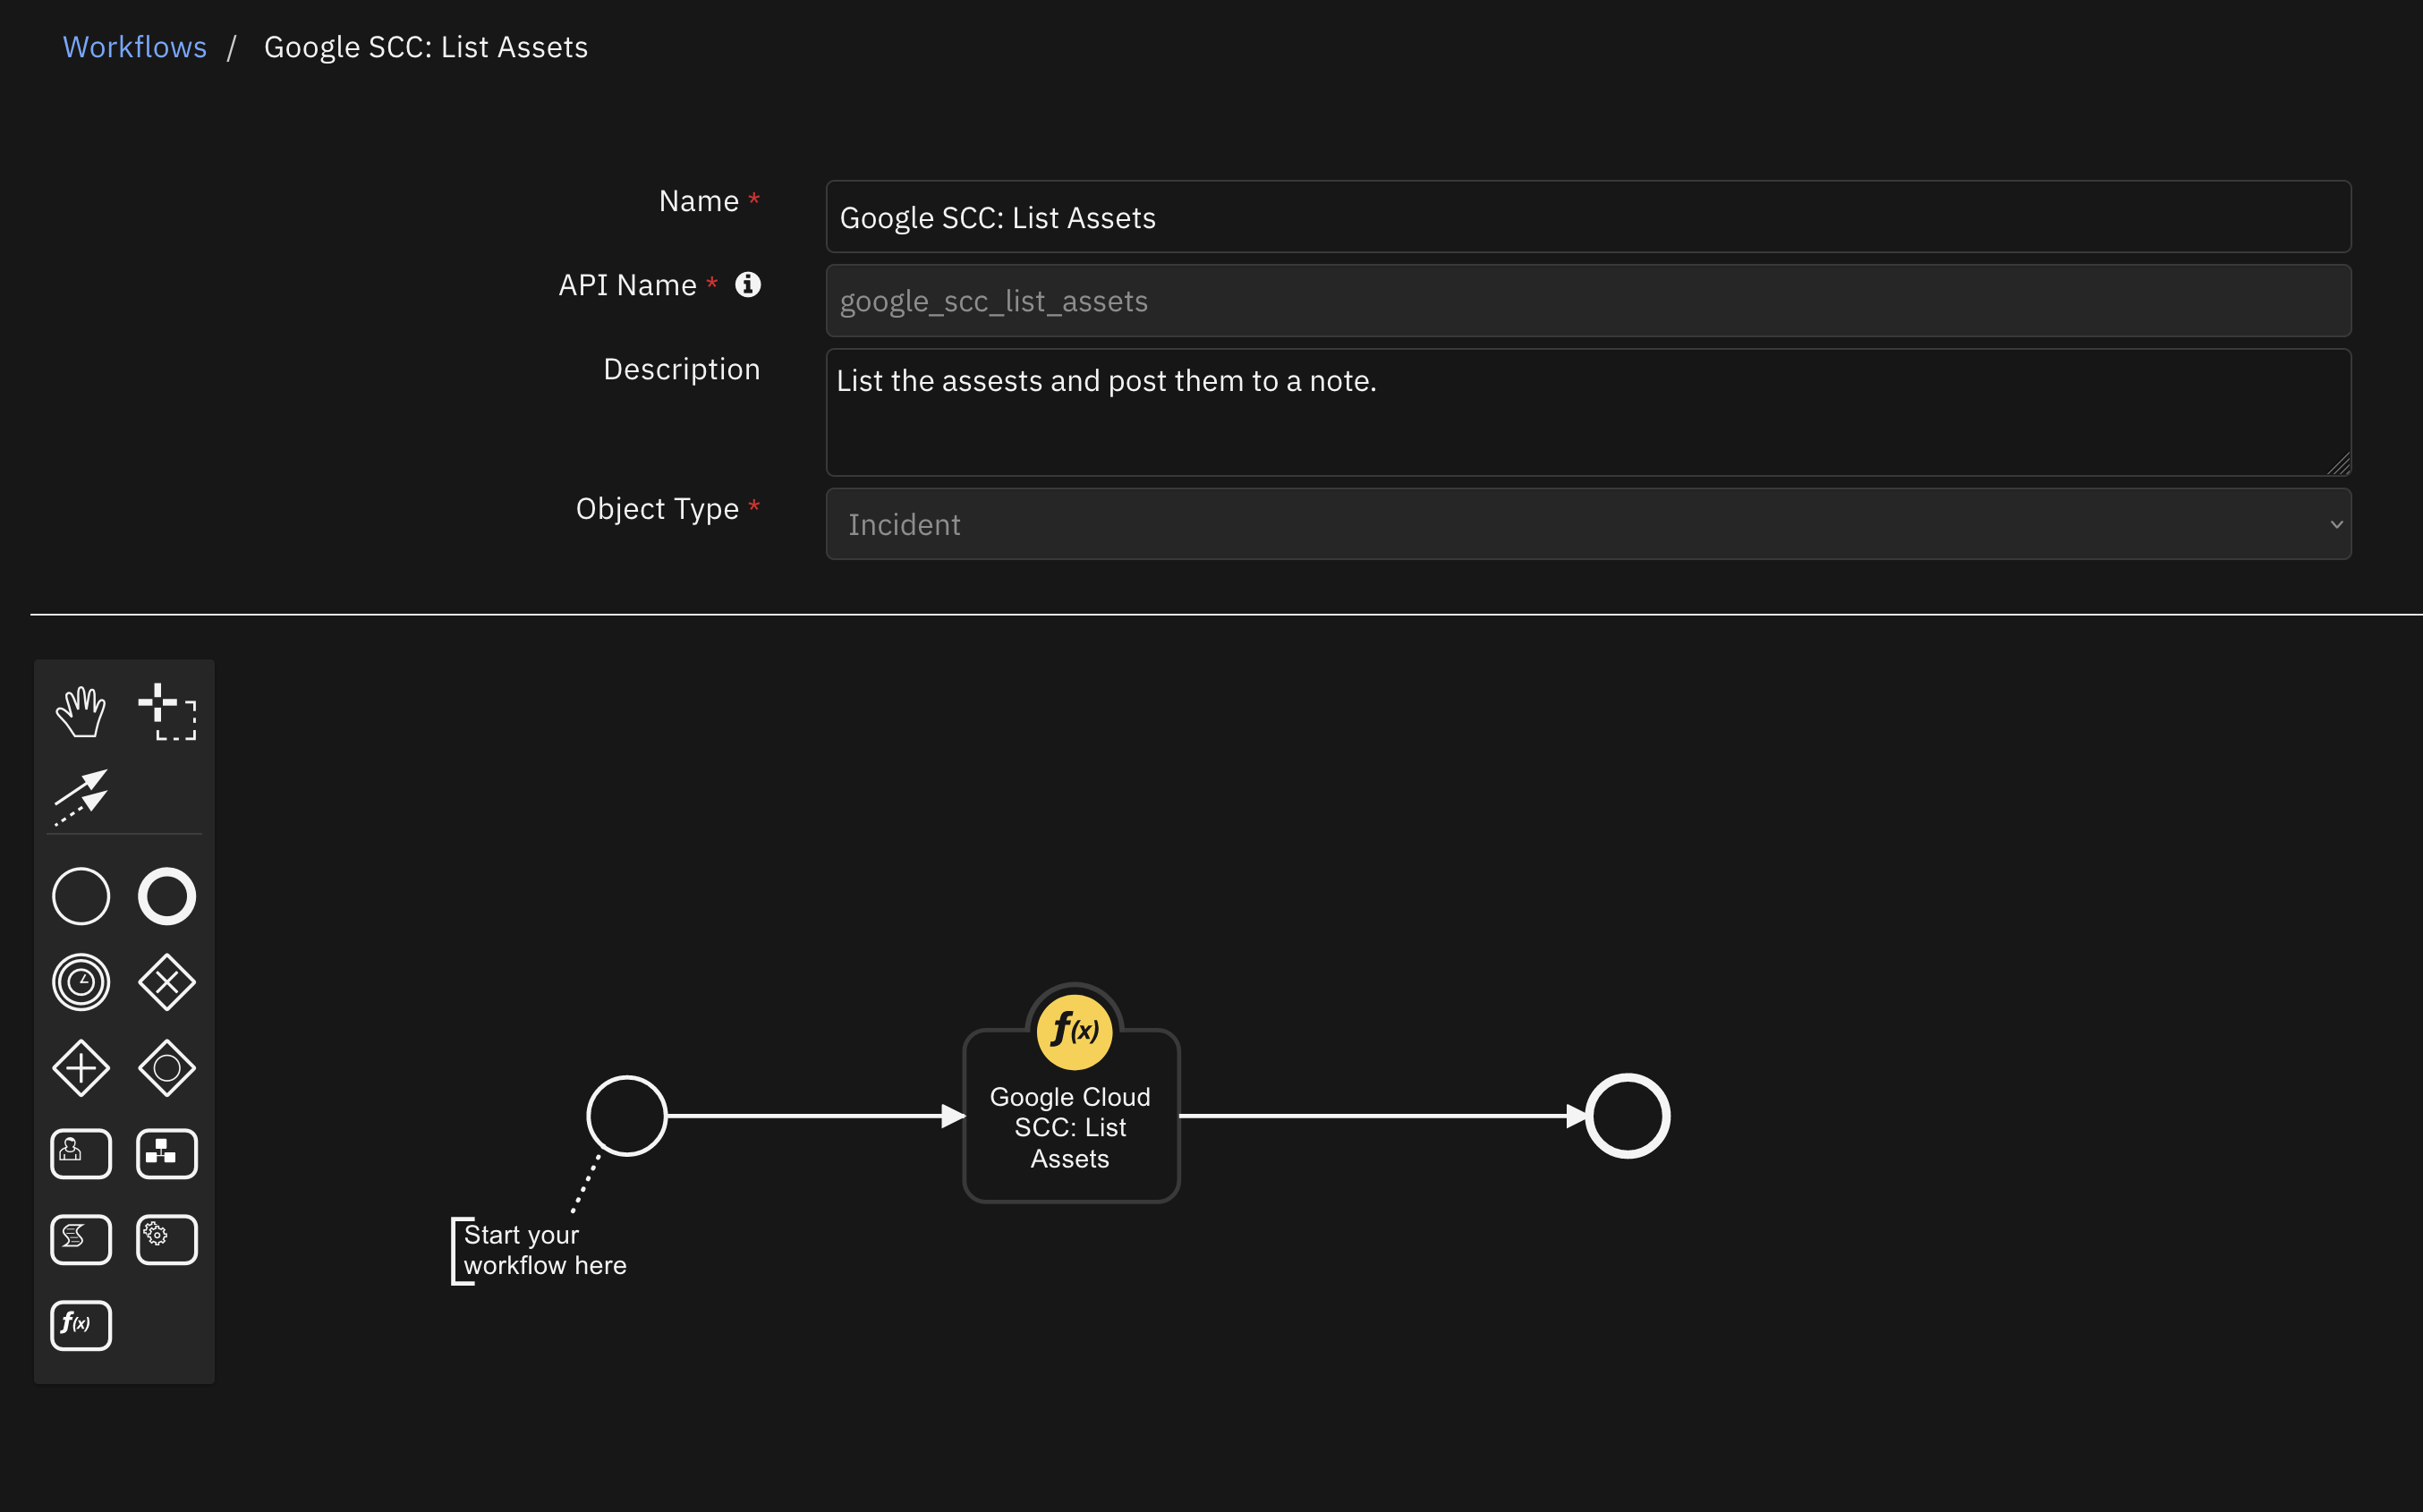 Workflows / Google SCC: List Assets
Name *
Google SCC: List Assets
API Name *
google_scc_list_assets
Description
List the assests and post them to a note.
Object Type *
Incident
f(x)
Google Cloud
SCC: List
Assets
Start your
workflow here
f(x)